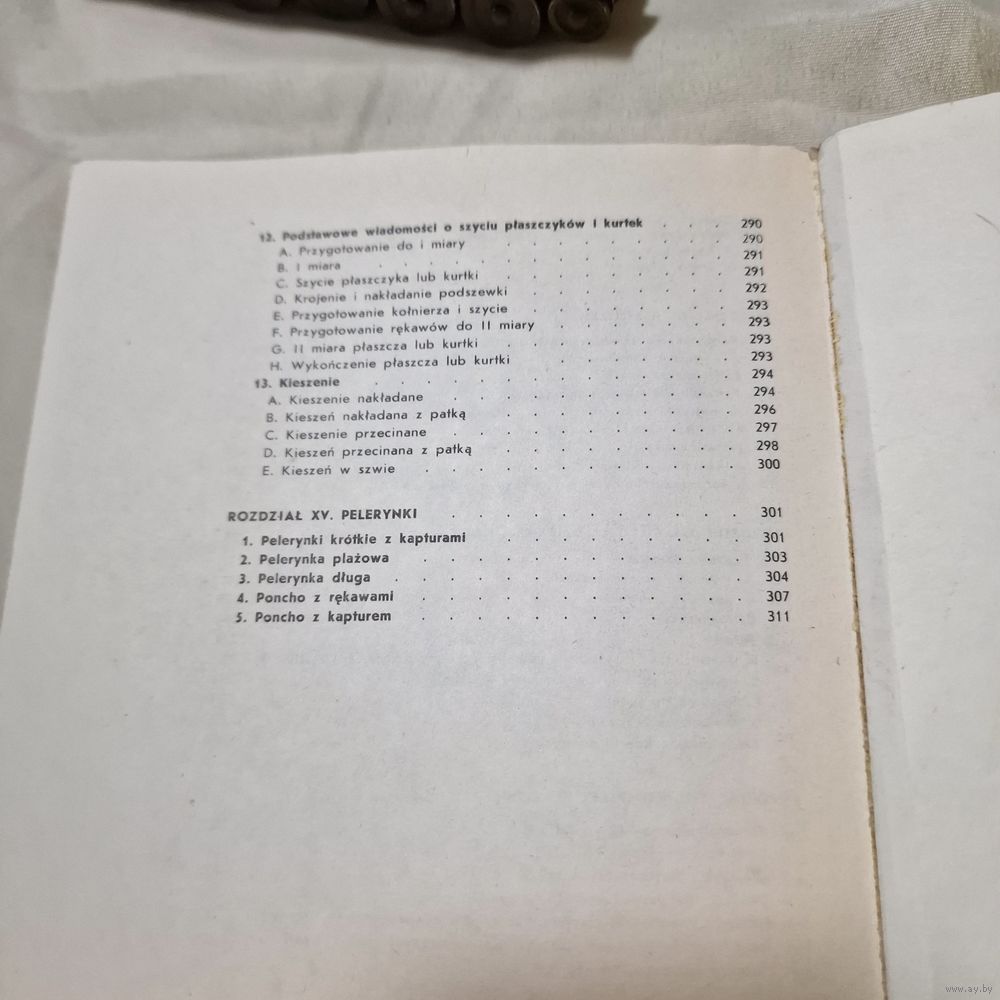 12. Podstawowe wiadomości o szyciu płaszczyków i kurtek . . . 290
A. Przygotowanie do i miary . . . . . . . . 290
B. I miara . . . . . . . . . . . . . 291
C. Szycie płaszczyka lub kurtki . . . . . . . . 291
D. Krojenie i nakładanie podszewki . . . . . . . 292
E. Przygotowanie kołnierza i szycie . . . . . . . 293
F. Przygotowanie rękawów do II miary . . . . . . 293
G. II miara płaszcza lub kurtki . . . . . . . . 293
H. Wykończenie płaszcza lub kurtki . . . . . . . 293
13. Kieszenie . . . . . . . . . . . . . 294
A. Kieszenie nakładane . . . . . . . . . . 294
B. Kieszeń nakładana z patką . . . . . . . . 296
C. Kieszenie przecinane . . . . . . . . . . 297
D. Kieszeń przecinana z patką . . . . . . . . 298
E. Kieszeń w szwie . . . . . . . . . . . 300
ROZDZIAŁ XV. PELERYNKI . . . . . . . . . . . 301
1. Pelerynki krótkie z kapturami . . . . . . . . . 301
2. Pelerynka plażowa . . . . . . . . . . . . 303
3. Pelerynka długa . . . . . . . . . . . . . 304
4. Poncho z rękawami . . . . . . . . . . . . 307
5. Poncho z kapturem . . . . . . . . . . . . 311
www.ay.by